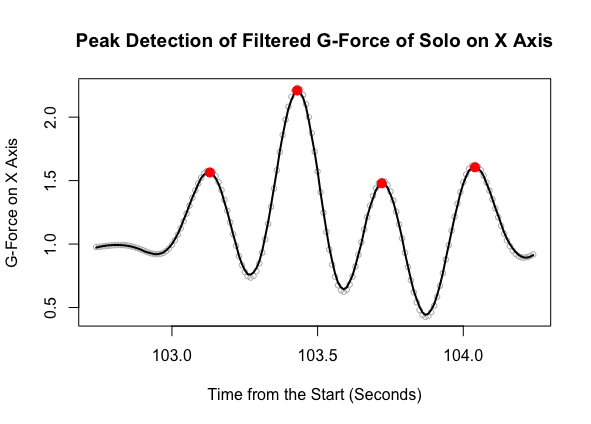 Peak Detection of Filtered G-Force of Solo on X Axis
G-Force on X Axis
2.0
1.5
1.0
0.5
103.0 103.5 104.0
Time from the Start (Seconds)